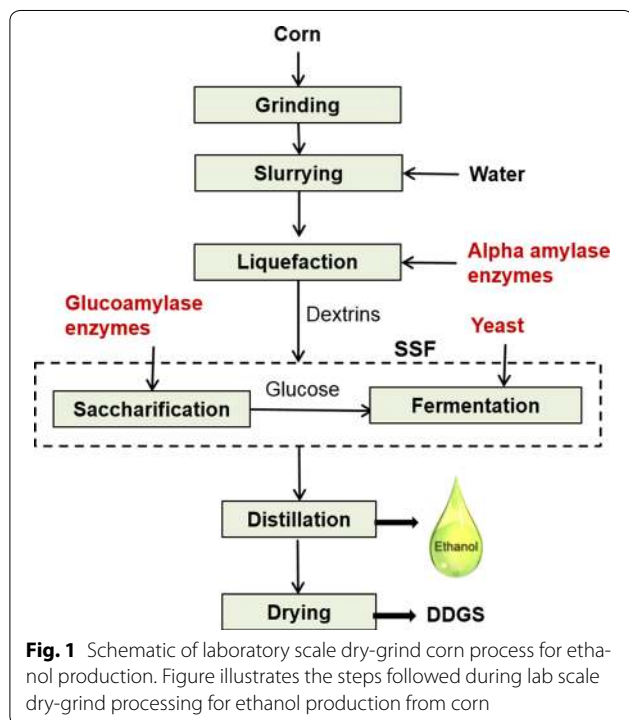 Corn
Grinding
Slurrying
Water
Liquefaction
Alpha amylase
enzymes
Glucoamylase
enzymes
Dextrins
Yeast
SSF
Saccharification
Glucose
Fermentation
Distillation
Ethanol
Drying
DDGS
Fig. 1 Schematic of laboratory scale dry-grind corn process for etha-
nol production. Figure illustrates the steps followed during lab scale
dry-grind processing for ethanol production from corn